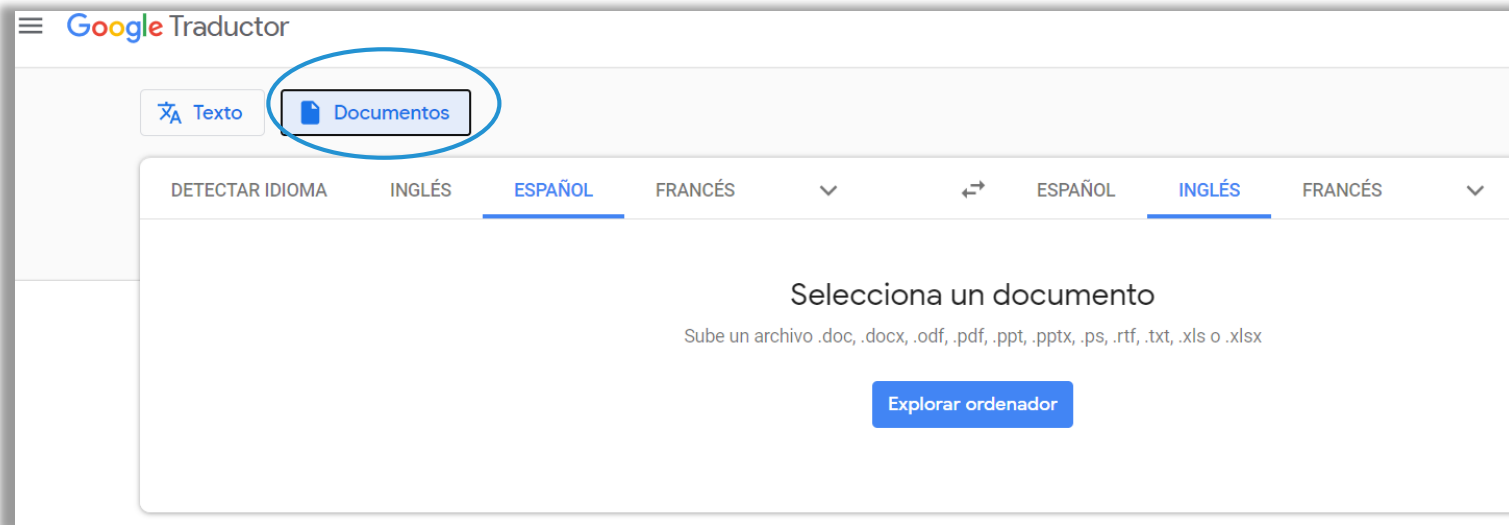 Google Traductor
Texto Documentos
DETECTAR IDIOMA INGLÉS ESPAÑOL FRANCÉS ESPAÑOL INGLÉS FRANCÉS
Selecciona un documento
Sube un archivo .doc, .docx, .odf, .pdf, .ppt, .pptx, .ps, .rtf, .txt, .xls o .xlsx
Explorar ordenador